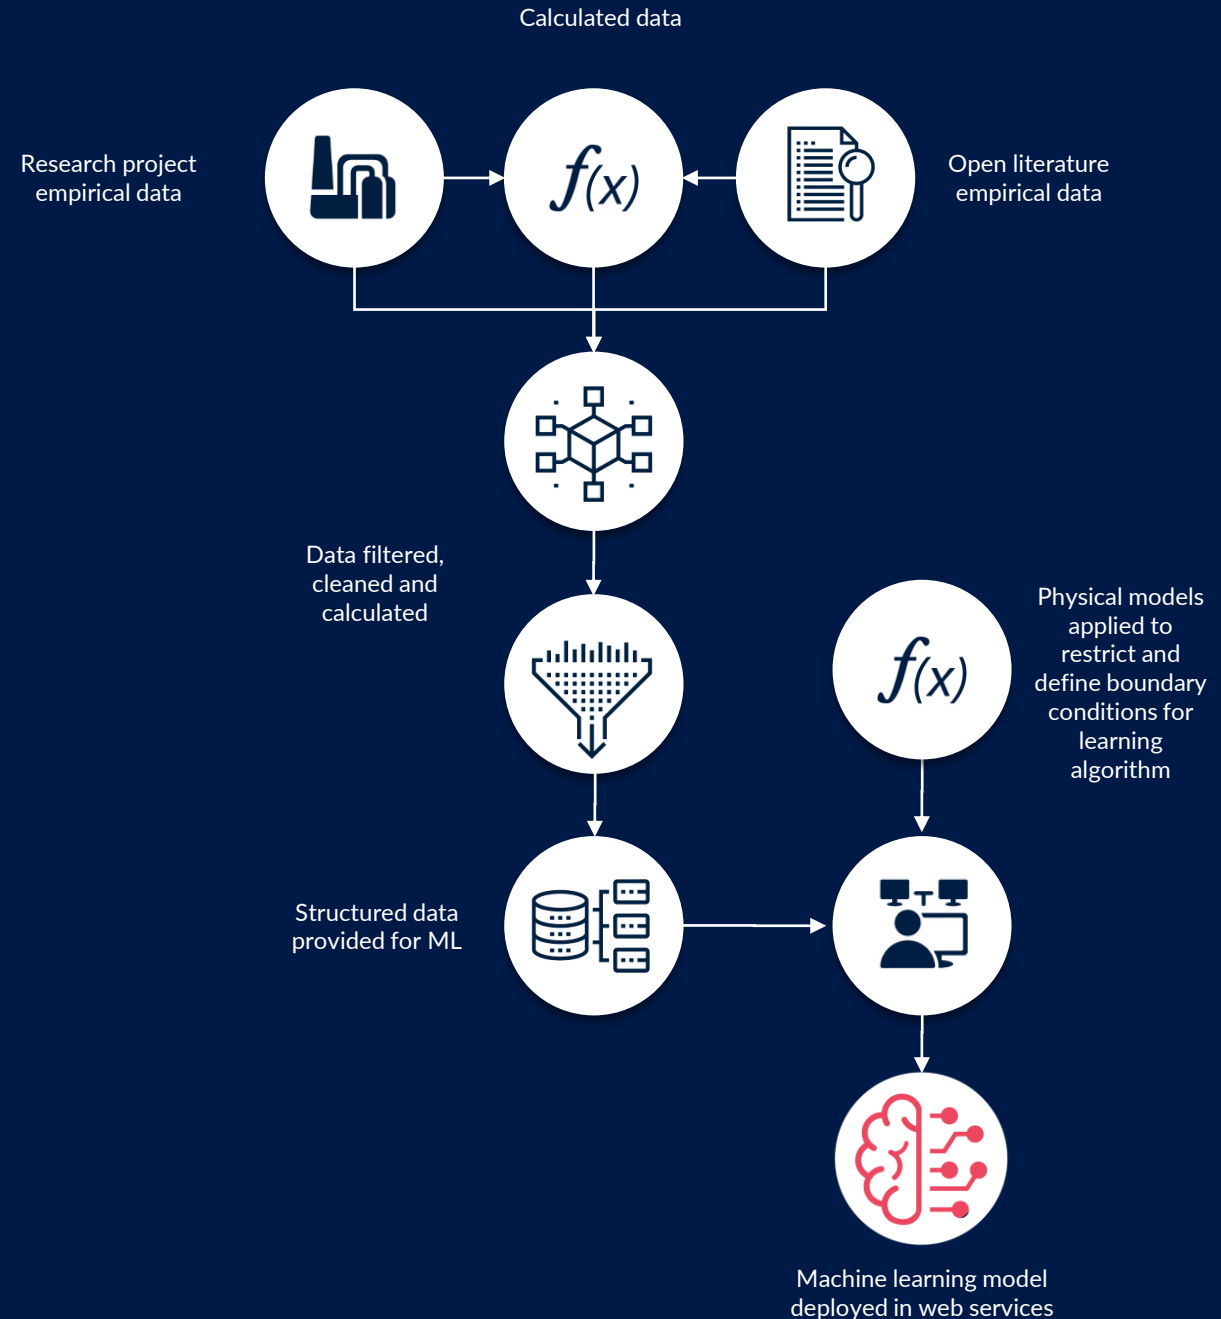 Calculated data
Research project
empirical data
f(x)
Open literature
empirical data
Data filtered,
cleaned and
calculated
f(x)
Physical models
applied to
restrict and
define boundary
conditions for
learning
algorithm
Structured data
provided for ML
Machine learning model
deployed in web services